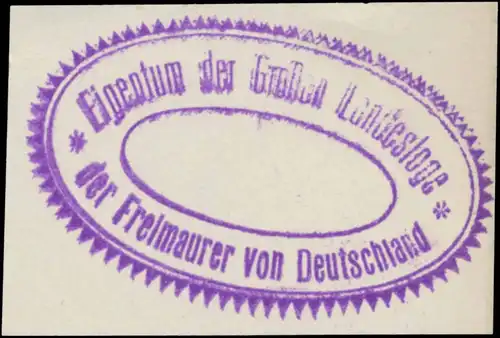 Eigentum der Großen Landesloge
* der Freimaurer von Deutschland *